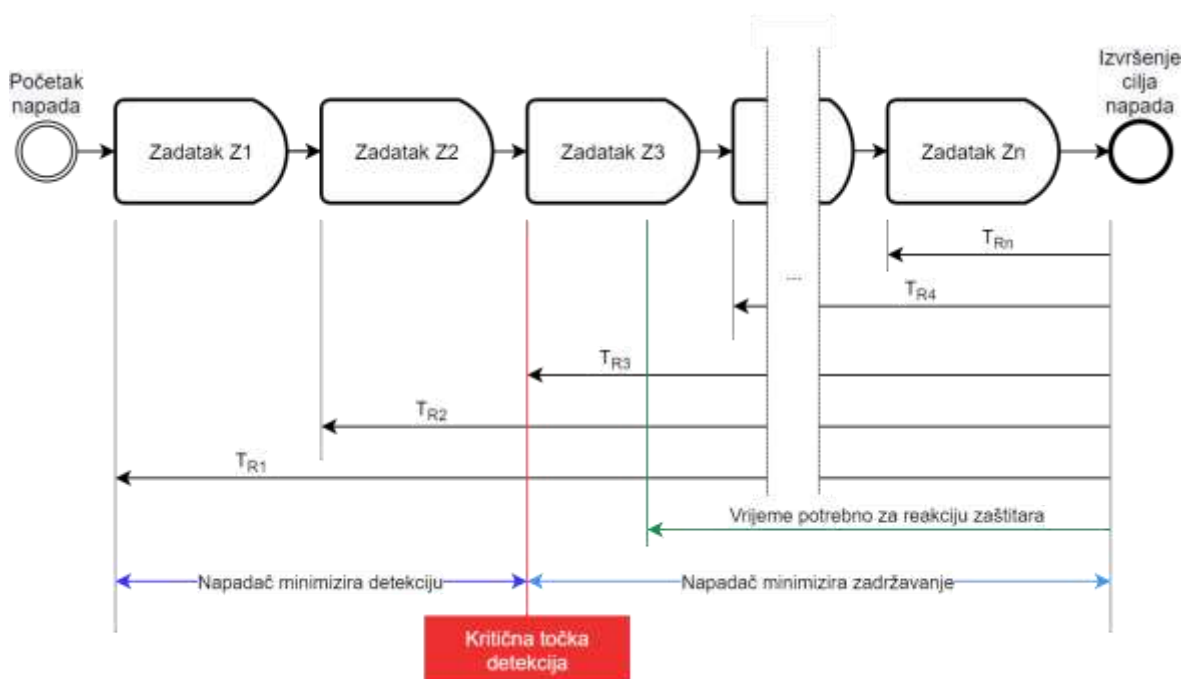 Početak
napada
Izvršenje
cilja
napada
Zadatak Z1
Zadatak Z2
Zadatak Z3
Zadatak Zn
TRn
...
TR4
TR3
TR2
TR1
Vrijeme potrebno za reakciju zaštitara
Napadač minimizira detekciju
Napadač minimizira zadržavanje
Kritična točka
detekcija